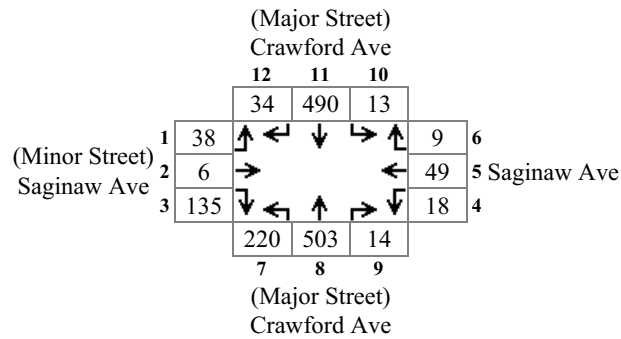 (Major Street)
Crawford Ave
12 11 10
34 490 13
1 38 9 6
(Minor Street)
Saginaw Ave
2 6 49 5 Saginaw Ave
3 135 18 4
220 503 14
7 8 9
(Major Street)
Crawford Ave